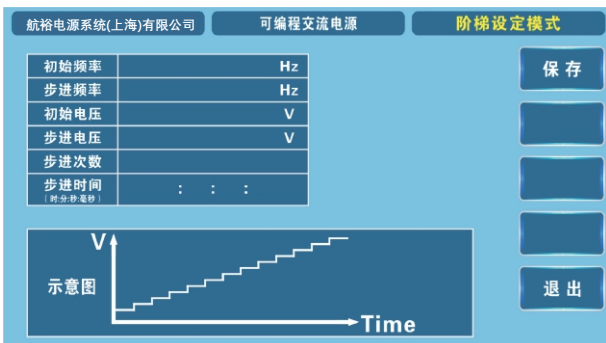 航裕电源系统(上海)有限公司 可编程交流电源 阶梯设定模式
初始频率 Hz
步进频率 Hz
初始电压 V
步进电压 V
步进次数
步进时间 : : :
(时:分:秒:毫秒)
保存
V
示意图
Time
退出